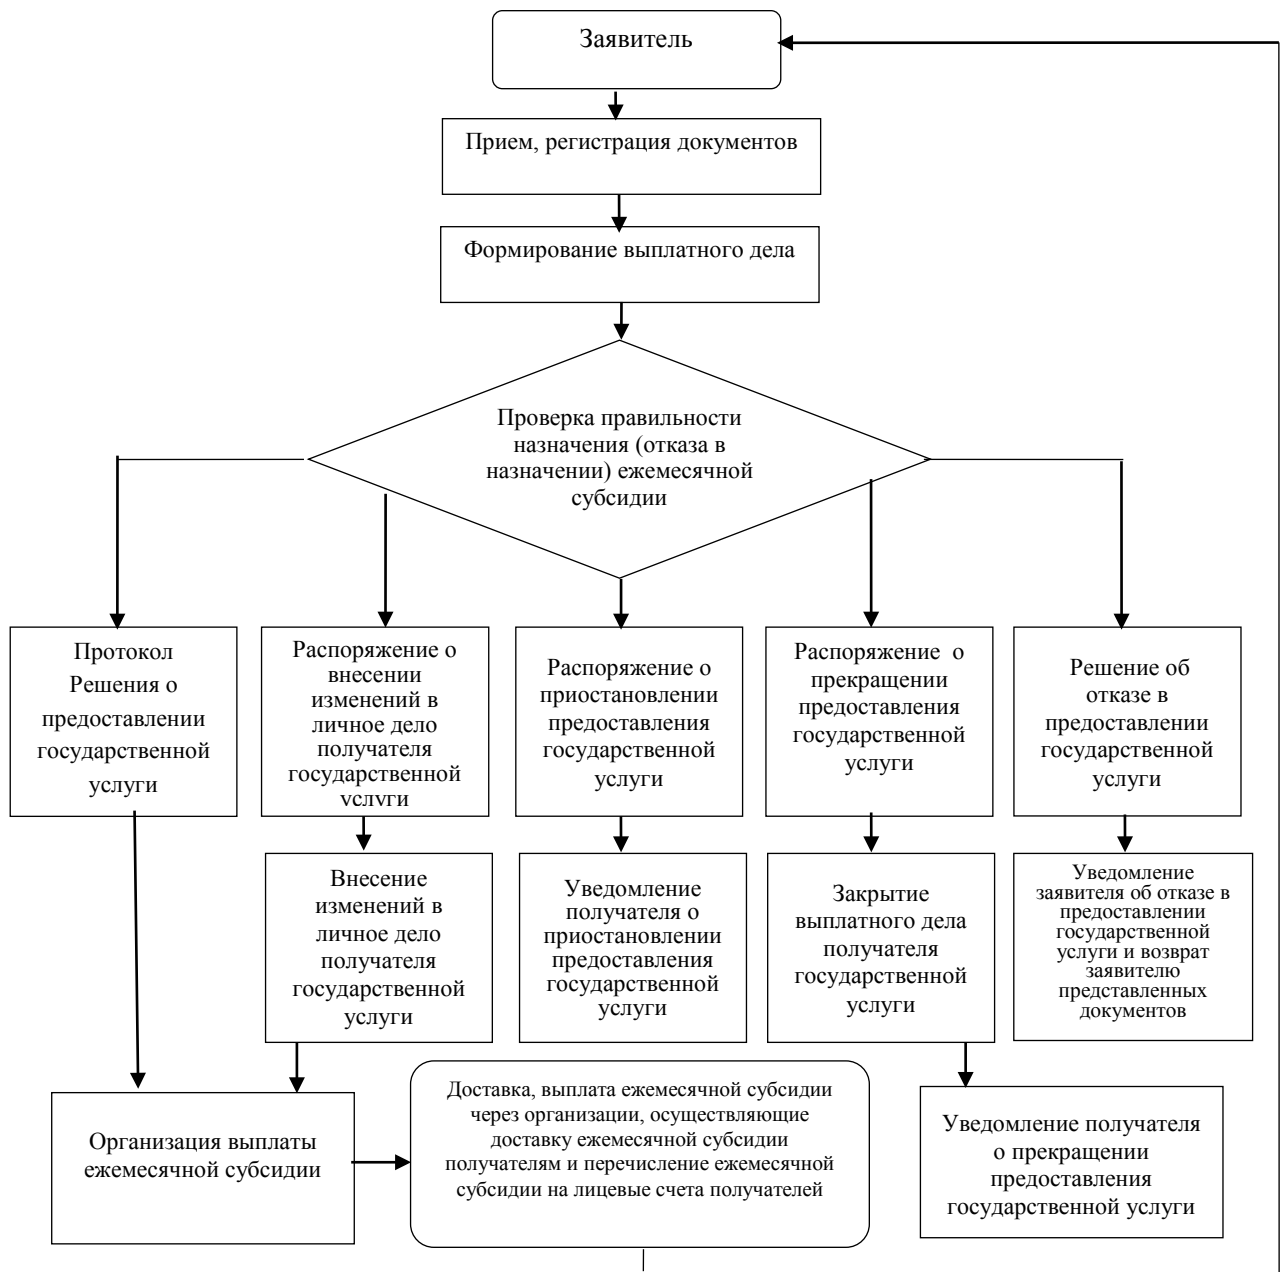 Заявитель
Прием, регистрация документов
Формирование выплатного дела
Проверка правильности
назначения (отказа в
назначении) ежемесячной
субсидии
Протокол
Решения о
предоставлении
государственной
услуги
Распоряжение о
внесении
изменений в
личное дело
получателя
государственной
услуги
Распоряжение о
приостановлении
предоставления
государственной
услуги
Распоряжение о
прекращении
предоставления
государственной
услуги
Решение об
отказе в
предоставлении
государственной
услуги
Внесение
изменений в
личное дело
получателя
государственной
услуги
Уведомление
получателя о
приостановлении
предоставления
государственной
услуги
Закрытие
выплатного дела
получателя
государственной
услуги
Уведомление
заявителя об отказе в
предоставлении
государственной
услуги и возврат
заявителю
представленных
документов
Организация выплаты
ежемесячной субсидии
Доставка, выплата ежемесячной субсидии
через организации, осуществляющие
доставку ежемесячной субсидии
получателям и перечисление ежемесячной
субсидии на лицевые счета получателей
Уведомление получателя
о прекращении
предоставления
государственной услуги